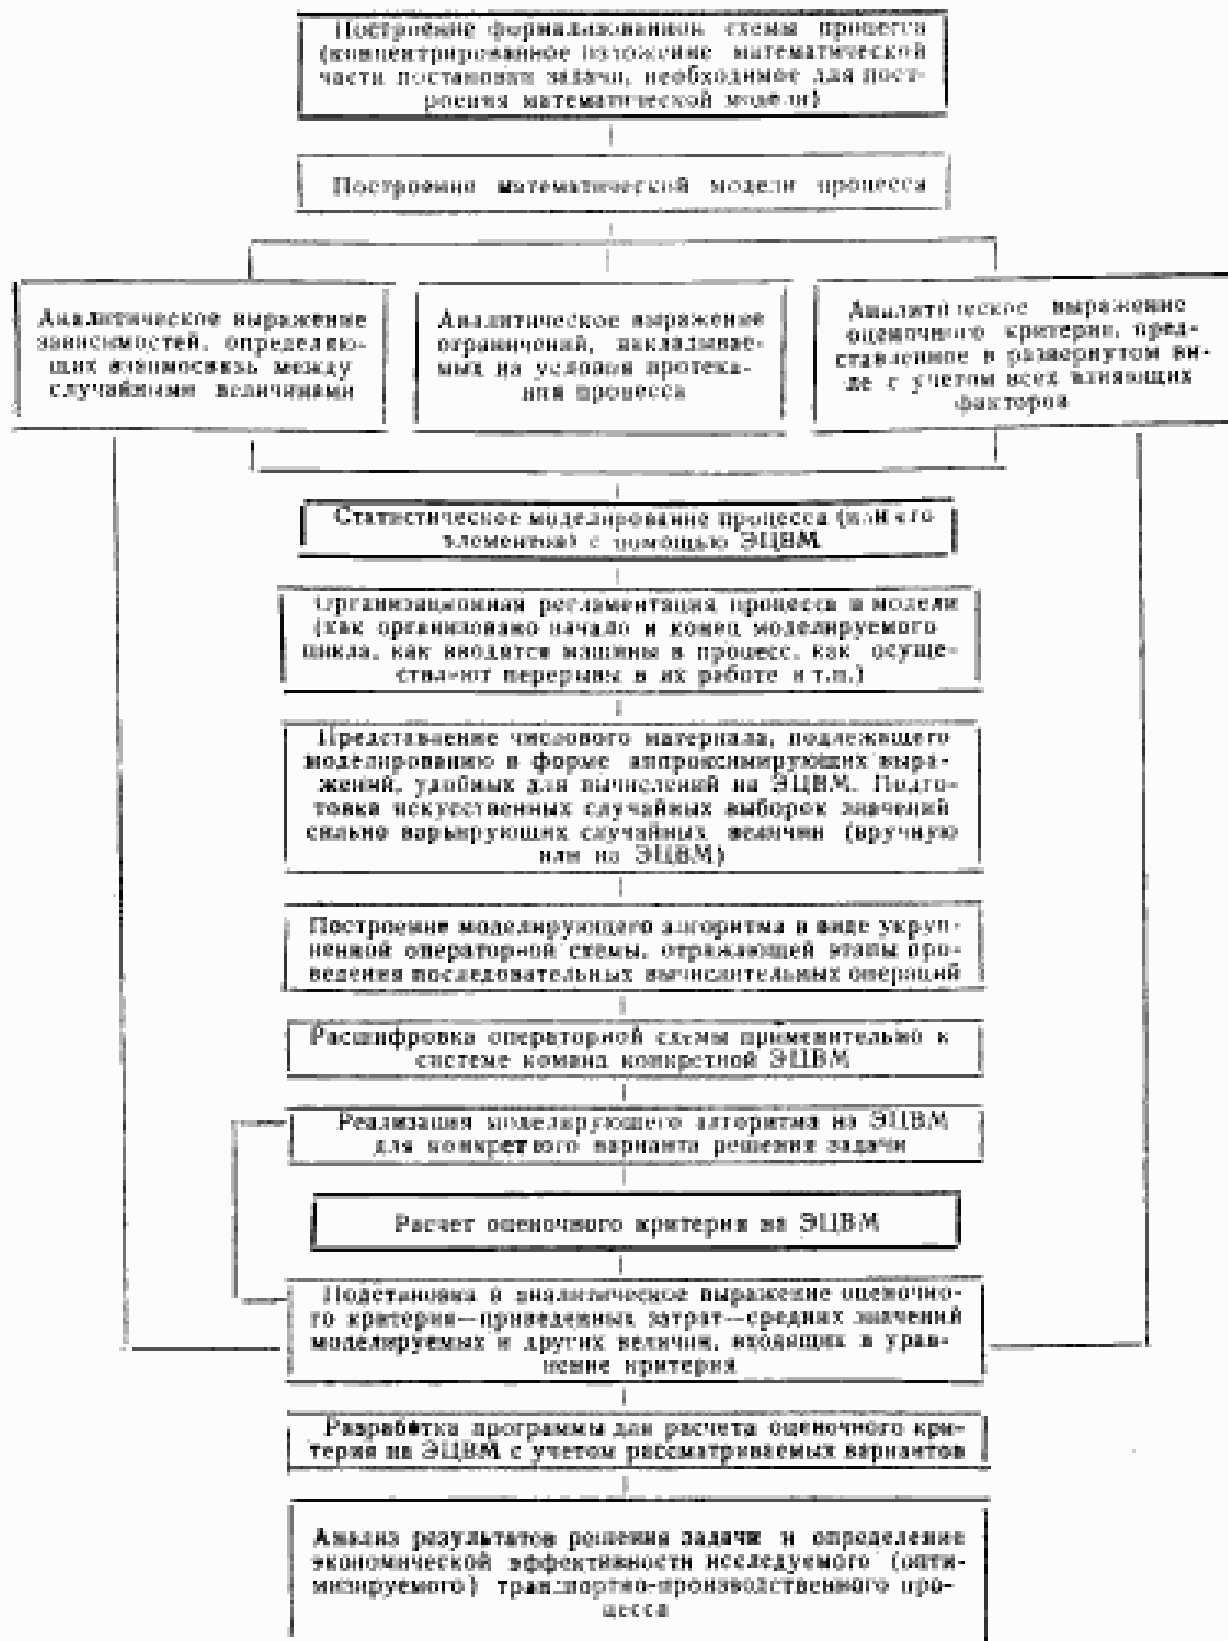 Построение формализованной схемы процесса
(концентрированное изложение математической
части постановки задачи, необходимое для пост-
роения математической модели)
Построения математической модели процесса
Аналитическое выражение
зависимостей, определяю-
щих взаимосвязь между
случайными величинами
Аналитическое выражение
ограничений, накладывае-
мых на условия протека-
ния процесса
Аналитическое выражение
оценочного критерия, пред-
ставленное в развернутом ви-
де с учетом всех влияющих
факторов
Статистическое моделирование процесса (или его
элементов) с помощью ЭЦВМ
Организационная регламентация процесса в модели
(как организовано начало и конец моделируемого
цикла, как вводятся машины в процесс, как осуще-
ствляют перерывы в их работе и т.п.)
Представление числового материала, подлежащего
моделированию в форме аппроксимирующих выра-
жений, удобных для вычислений на ЭЦВМ. Подго-
товка искусственных случайных выборок значений
сильно варьирующих случайных величин (вручную
или на ЭЦВМ)
Построение моделирующего алгоритма в виде укруп-
ненной операторной схемы, отражающей этапы про-
ведения последовательных вычислительных операций
Расшифровка операторной схемы применительно к
системе команд конкретной ЭЦВМ
Реализация моделирующего алгоритма на ЭЦВМ
для конкретного варианта решения задачи
Расчет оценочного критерия на ЭЦВМ
Подстановка в аналитическое выражение оценочно-
го критерия—приведенных затрат—средних значений
моделируемых и других величин, входящих в урав-
нение критерия
Разработка программы для расчета оценочного кри-
терия на ЭЦВМ с учетом рассматриваемых вариантов
Анализ результатов решения задачи и определение
экономической эффективности исследуемого (опти-
мизируемого) транспортно-производственного про-
цесса